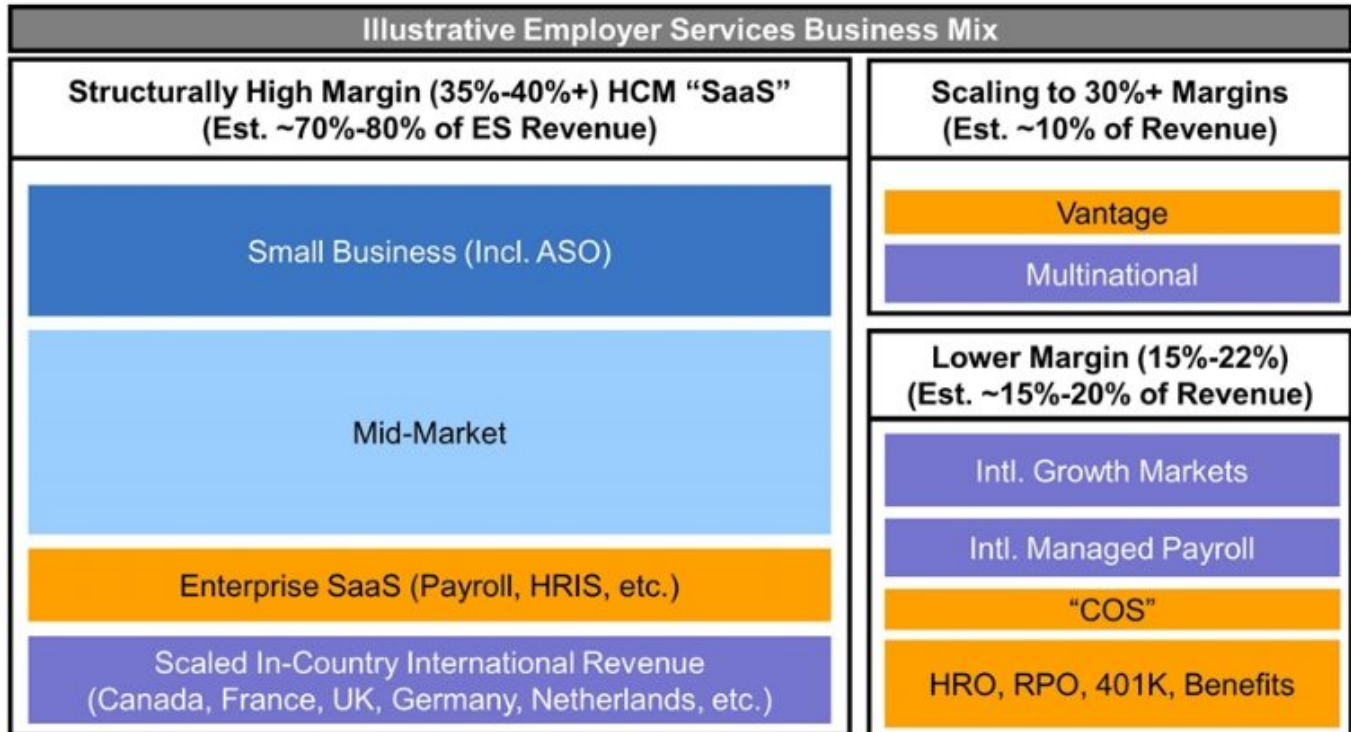 Illustrative Employer Services Business Mix
Structurally High Margin (35%-40%+) HCM “SaaS”
(Est. ~70%-80% of ES Revenue)
Small Business (Incl. ASO)
Mid-Market
Enterprise SaaS (Payroll, HRIS, etc.)
Scaled In-Country International Revenue
(Canada, France, UK, Germany, Netherlands, etc.)
Scaling to 30%+ Margins
(Est. ~10% of Revenue)
Vantage
Multinational
Lower Margin (15%-22%)
(Est. ~15%-20% of Revenue)
Intl. Growth Markets
Intl. Managed Payroll
“COS”
HRO, RPO, 401K, Benefits